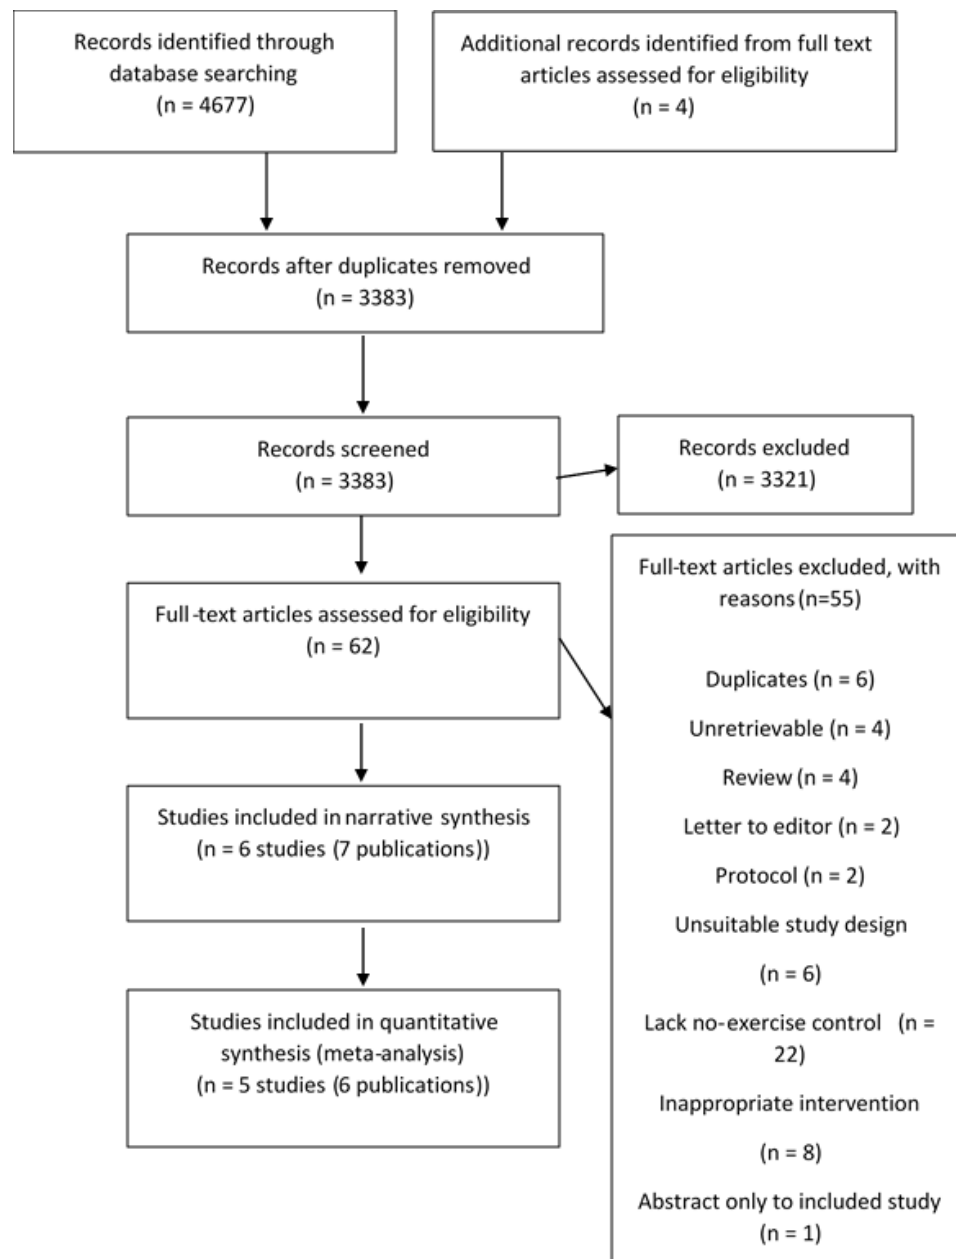 Records identified through
database searching
(n = 4677)
Additional records identified from full text
articles assessed for eligibility
(n = 4)
Records after duplicates removed
(n = 3383)
Records screened
(n = 3383)
Records excluded
(n = 3321)
Full-text articles assessed for eligibility
(n = 62)
Full-text articles excluded, with
reasons (n=55)
Duplicates (n = 6)
Unretrievable (n = 4)
Review (n = 4)
Letter to editor (n = 2)
Protocol (n = 2)
Unsuitable study design
(n = 6)
Lack no-exercise control (n =
22)
Inappropriate intervention
(n = 8)
Abstract only to included study
(n = 1)
Studies included in narrative synthesis
(n = 6 studies (7 publications))
Studies included in quantitative
synthesis (meta-analysis)
(n = 5 studies (6 publications))